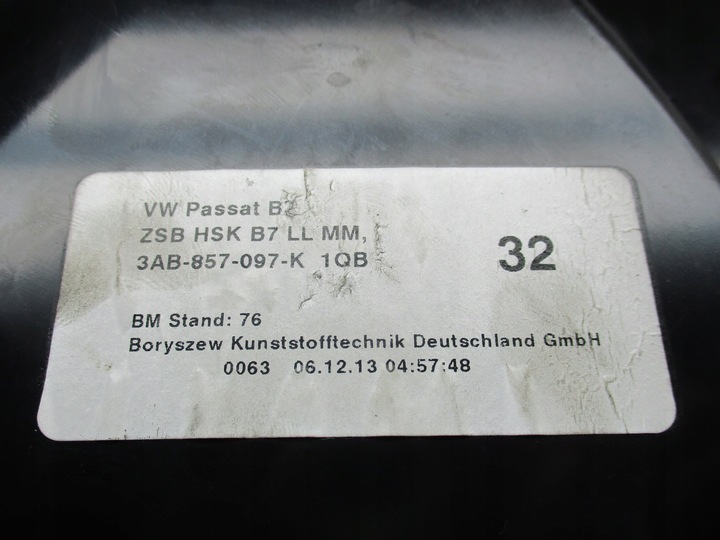 VW Passat B7
ZSB HSK B7 LL MM,
3AB-857-097-K 1QB
32
BM Stand: 76
Boryszew Kunststofftechnik Deutschland GmbH
0063 06.12.13 04:57:48